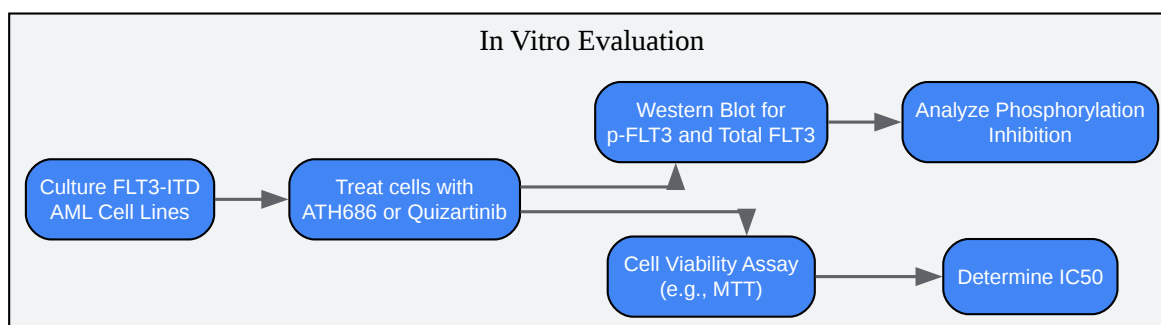 In Vitro Evaluation
Culture FLT3-ITD
AML Cell Lines
Treat cells with
ATH686 or Quizartinib
Western Blot for
p-FLT3 and Total FLT3
Analyze Phosphorylation
Inhibition
Cell Viability Assay
(e.g., MTT)
Determine IC50